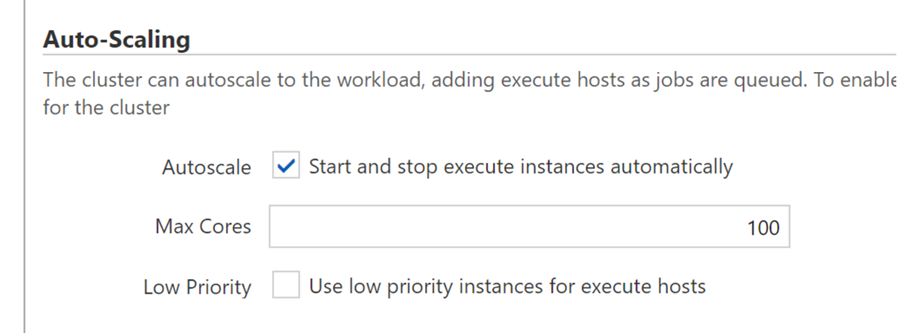 Auto-Scaling
The cluster can autoscale to the workload, adding execute hosts as jobs are queued. To enable
for the cluster
Autoscale Start and stop execute instances automatically
Max Cores 100
Low Priority Use low priority instances for execute hosts